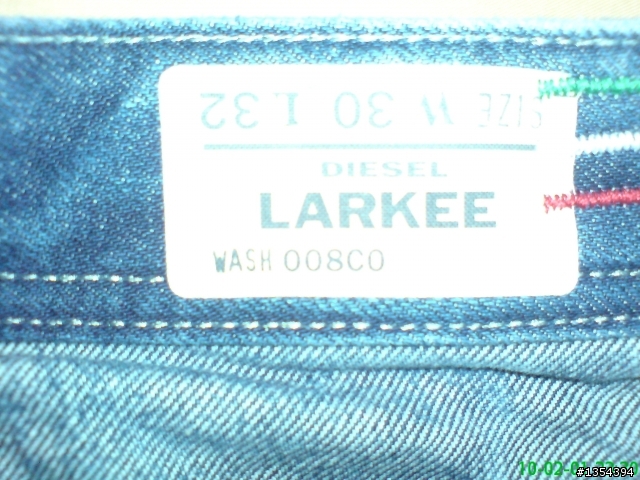 SIZE W 30 L 32
DIESEL
LARKEE
WASH 008C0
#1354394